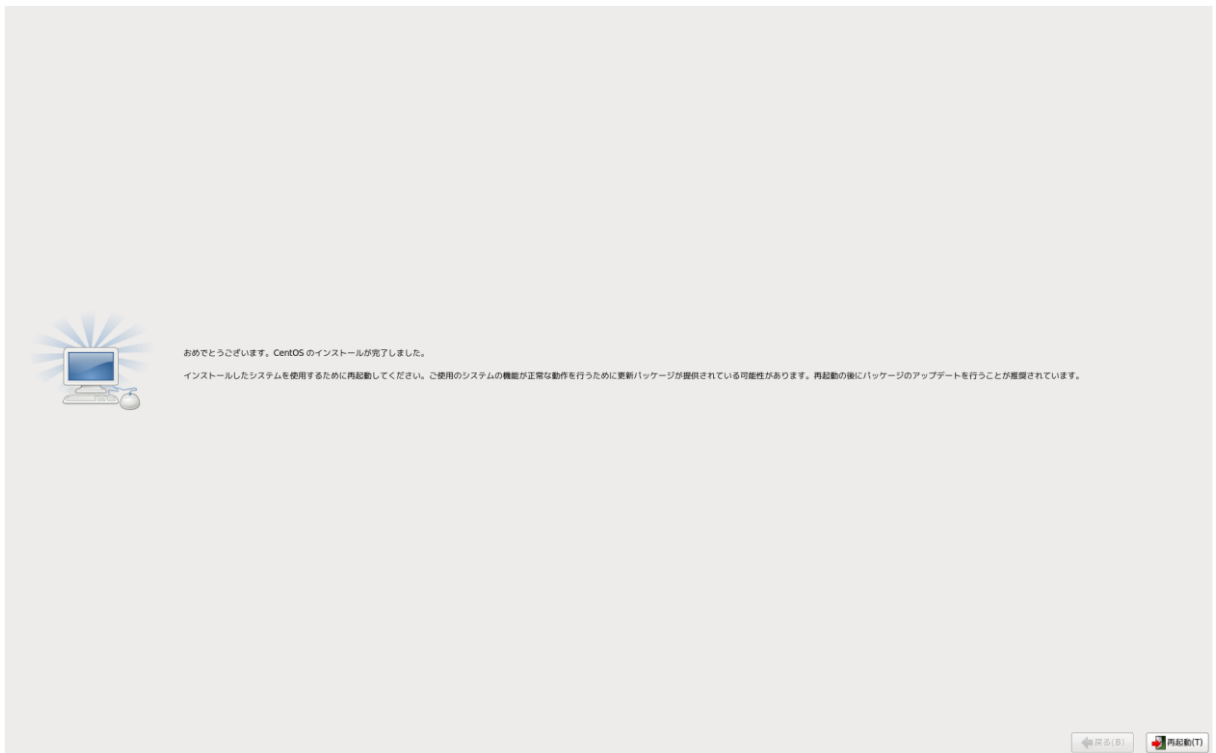 おめでとうございます。CentOS のインストールが完了しました。
インストールしたシステムを使用するために再起動してください。ご使用のシステムの機能が正常な動作を行うために更新パッケージが提供されている可能性があります。再起動の後にパッケージのアップデートを行うことが推奨されています。
戻る(B) 再起動(T)